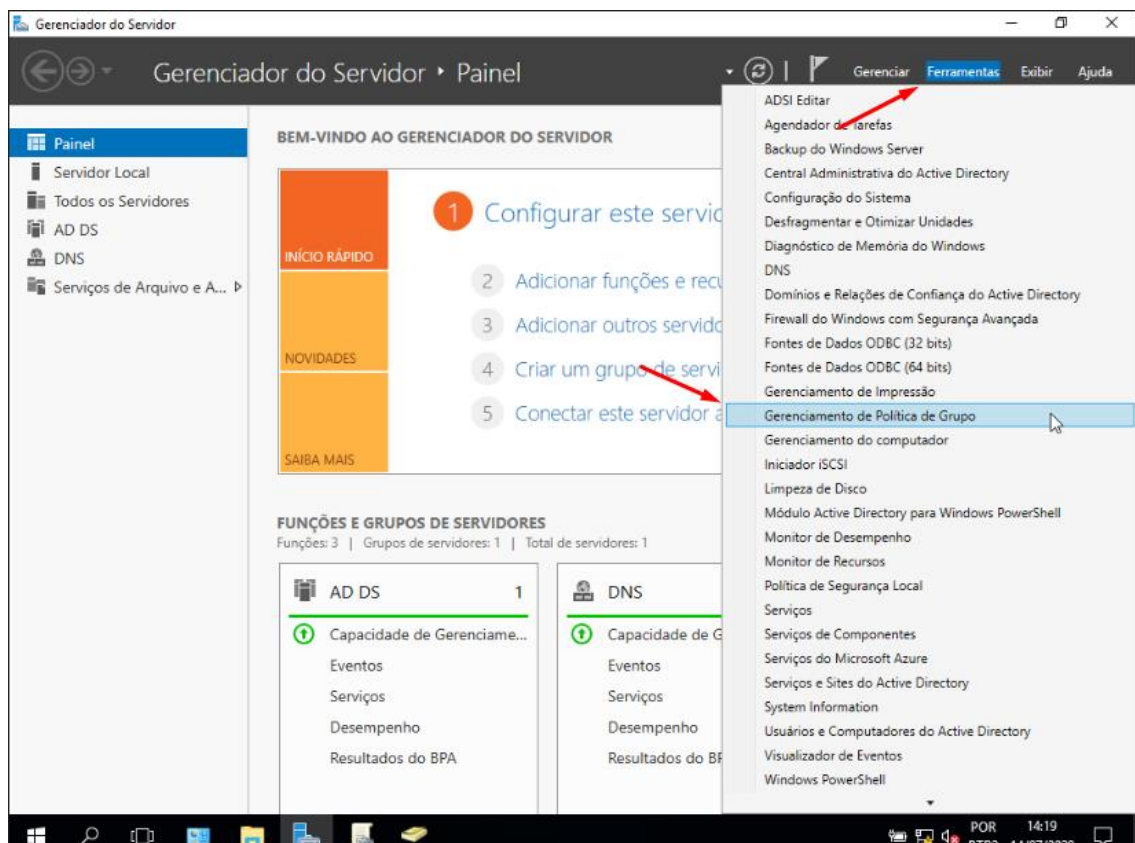 Gerenciador do Servidor
Gerenciador do Servidor • Painel
Gerenciar Ferramentas Exibir Ajuda
Painel
Servidor Local
Todos os Servidores
AD DS
DNS
Serviços de Arquivo e A...
BEM-VINDO AO GERENCIADOR DO SERVIDOR
INÍCIO RÁPIDO
NOVIDADES
SAIBA MAIS
1 Configurar este servid
2 Adicionar funções e recu
3 Adicionar outros servido
4 Criar um grupo de servi
5 Conectar este servidor a
FUNÇÕES E GRUPOS DE SERVIDORES
Funções: 3 | Grupos de servidores: 1 | Total de servidores: 1
AD DS 1
Capacidade de Gerenciame...
Eventos
Serviços
Desempenho
Resultados do BPA
DNS
Capacidade de G
Eventos
Serviços
Desempenho
Resultados do BP
ADSI Editar
Agendador de Tarefas
Backup do Windows Server
Central Administrativa do Active Directory
Configuração do Sistema
Desfragmentar e Otimizar Unidades
Diagnóstico de Memória do Windows
DNS
Domínios e Relações de Confiança do Active Directory
Firewall do Windows com Segurança Avançada
Fontes de Dados ODBC (32 bits)
Fontes de Dados ODBC (64 bits)
Gerenciamento de Impressão
Gerenciamento de Política de Grupo
Gerenciamento do computador
Iniciador iSCSI
Limpeza de Disco
Módulo Active Directory para Windows PowerShell
Monitor de Desempenho
Monitor de Recursos
Política de Segurança Local
Serviços
Serviços de Componentes
Serviços do Microsoft Azure
Serviços e Sites do Active Directory
System Information
Usuários e Computadores do Active Directory
Visualizador de Eventos
Windows PowerShell
POR 14:19